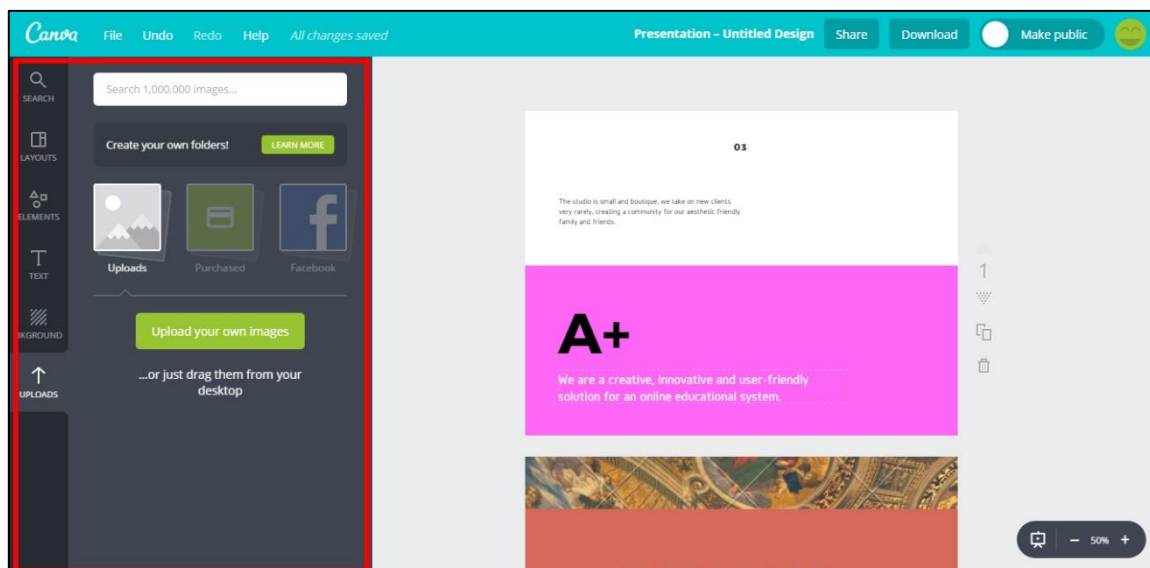 Canva File Undo Redo Help All changes saved Presentation – Untitled Design Share Download Make public
SEARCH
LAYOUTS
ELEMENTS
TEXT
BKGROUND
UPLOADS
Search 1,000,000 images...
Create your own folders! LEARN MORE
Uploads Purchased Facebook
Upload your own images
...or just drag them from your
desktop
03
The studio is small and boutique, we take on new clients
very rarely, creating a community for our aesthetic friendly
family and friends.
A+
We are a creative, innovative and user-friendly
solution for an online educational system.
1
50%